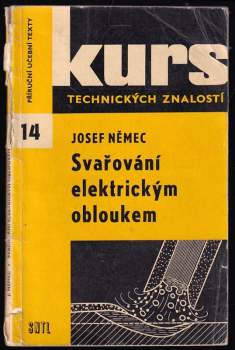 PŘÍRUČNÍ UČEBNÍ TEXTY
kurs
TECHNICKÝCH ZNALOSTÍ
14
JOSEF NĚMEC
Svařování
elektrickým
obloukem
SNTL